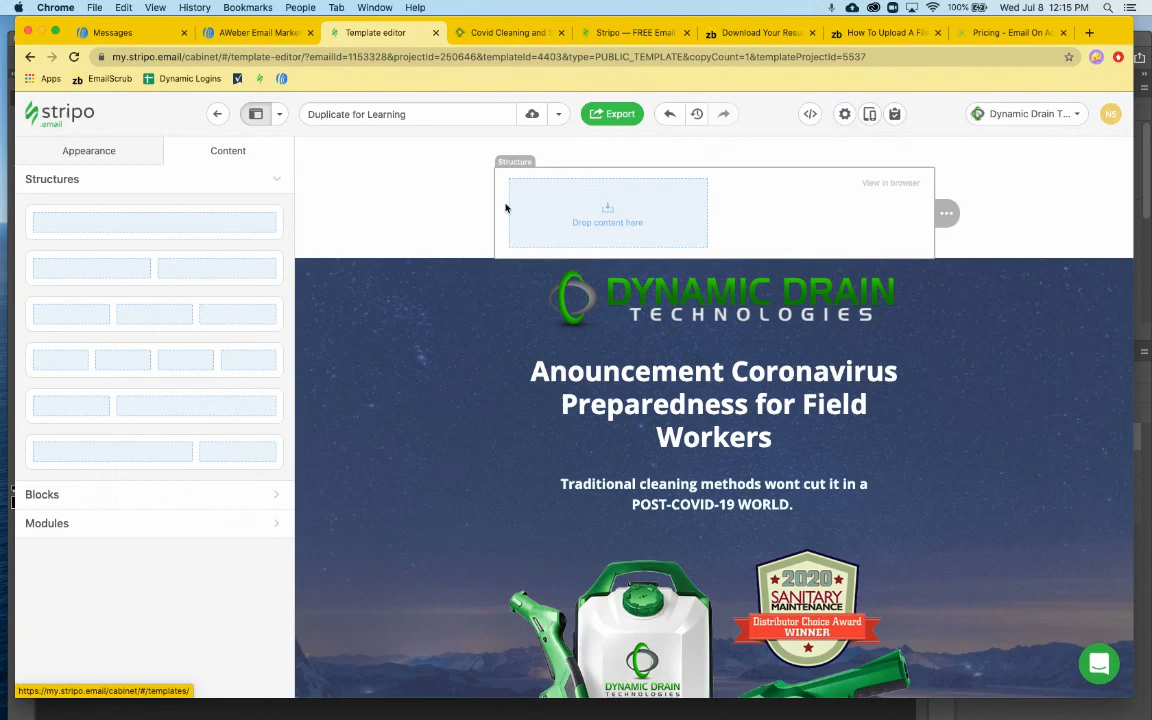 Chrome File Edit View History Bookmarks People Tab Window Help 100% Wed Jul 8 12:15 PM
Messages AWeber Email Market Template editor Covid Cleaning and S Stripo — FREE Email Download Your Resu How To Upload A File Pricing - Email On Ac
my.stripo.email/cabinet/#/template-editor/?emailId=1153328&projectId=250646&templateId=4403&type=PUBLIC_TEMPLATE&copyCount=1&templateProjectId=5537
Apps EmailScrub Dynamic Logins
stripo .email
Duplicate for Learning
Export
Dynamic Drain T...
NS
Appearance Content
Structures
Structure
View in browser
Drop content here
Blocks
Modules
DYNAMIC DRAIN
TECHNOLOGIES
Anouncement Coronavirus
Preparedness for Field
Workers
Traditional cleaning methods wont cut it in a
POST-COVID-19 WORLD.
2020
SANITARY
MAINTENANCE
Distributor Choice Award
WINNER
DYNAMIC DRAIN
TECHNOLOGIES
https://my.stripo.email/cabinet/#/templates/